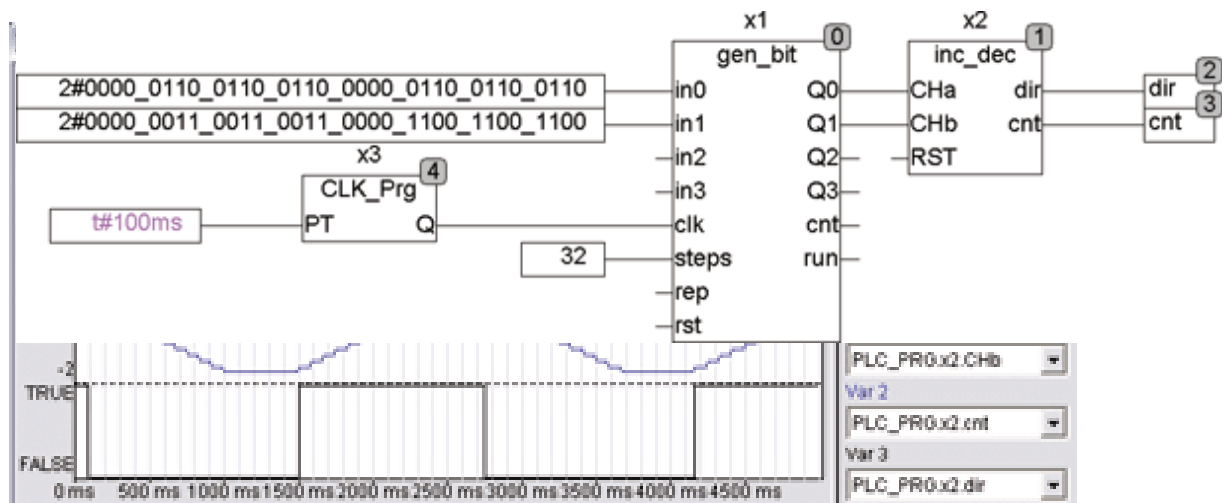 x1
x2
0
1
gen_bit
inc_dec
2
2#0000_0110_0110_0110_0000_0110_0110_0110
in0
Q0
CHa
dir
dir
3
2#0000_0011_0011_0011_0000_1100_1100_1100
in1
Q1
CHb
cnt
cnt
x3
in2
Q2
RST
4
CLK_Prg
in3
Q3
t#100ms
PT
Q
clk
cnt
32
steps
run
rep
rst
-2
PLC_PRG.x2.CHb
TRUE
Var 2
PLC_PRG.x2.cnt
Var 3
FALSE
PLC_PRG.x2.dir
0 ms 500 ms 1000 ms 1500 ms 2000 ms 2500 ms 3000 ms 3500 ms 4000 ms 4500 ms